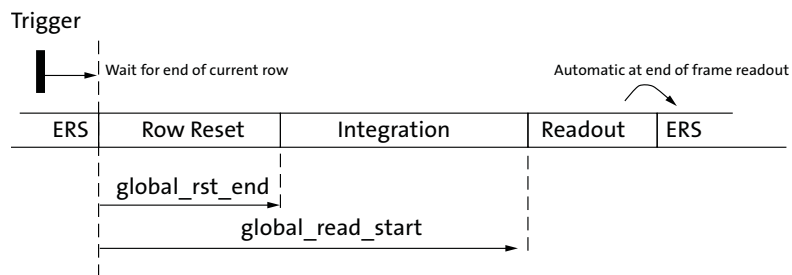 Trigger
Wait for end of current row
Automatic at end of frame readout
ERS Row Reset Integration Readout ERS
global_rst_end
global_read_start